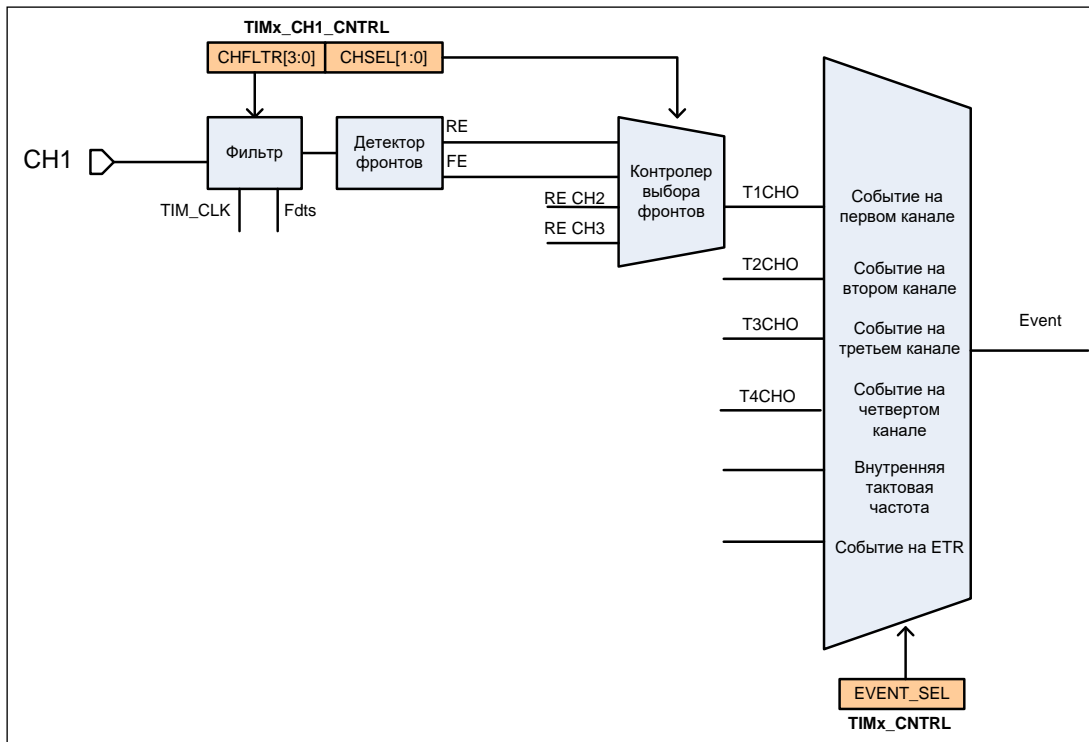 TIMx_CH1_CNTRL
CHFLTR[3:0]
CHSEL[1:0]
CH1
Фильтр
TIM_CLK
Fdts
Детектор
фронтов
RE
FE
RE CH2
RE CH3
Контролер
выбора
фронтов
T1CHO
T2CHO
T3CHO
T4CHO
Событие на
первом канале
Событие на
втором канале
Событие на
третьем канале
Событие на
четвертом
канале
Внутренняя
тактовая
частота
Событие на ETR
Event
EVENT_SEL
TIMx_CNTRL